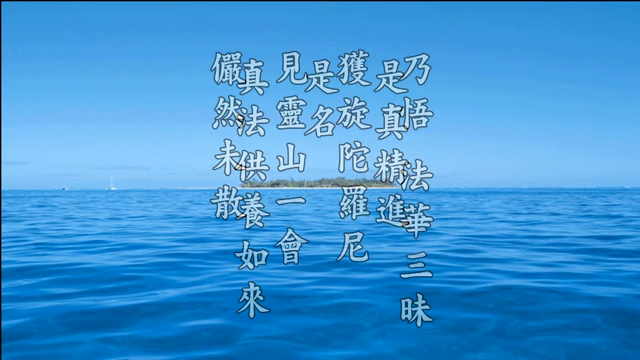 乃悟 法華三昧
是真精進
獲旋陀羅尼
是名
見靈山一會
真法供養如來
儼然未散